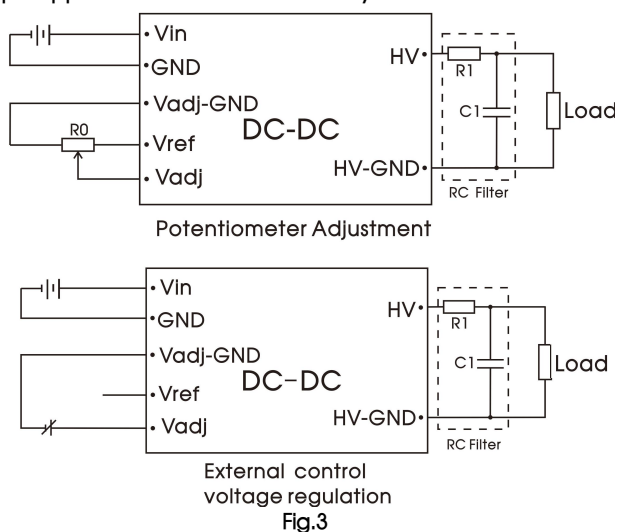 Vin
GND
Vadj-GND
R0
Vref
Vadj
DC-DC
HV
R1
C1
Load
HV-GND
RC Filter
Potentiometer Adjustment
Vin
GND
Vadj-GND
Vref
Vadj
DC-DC
HV
R1
C1
Load
HV-GND
RC Filter
External control
voltage regulation
Fig.3